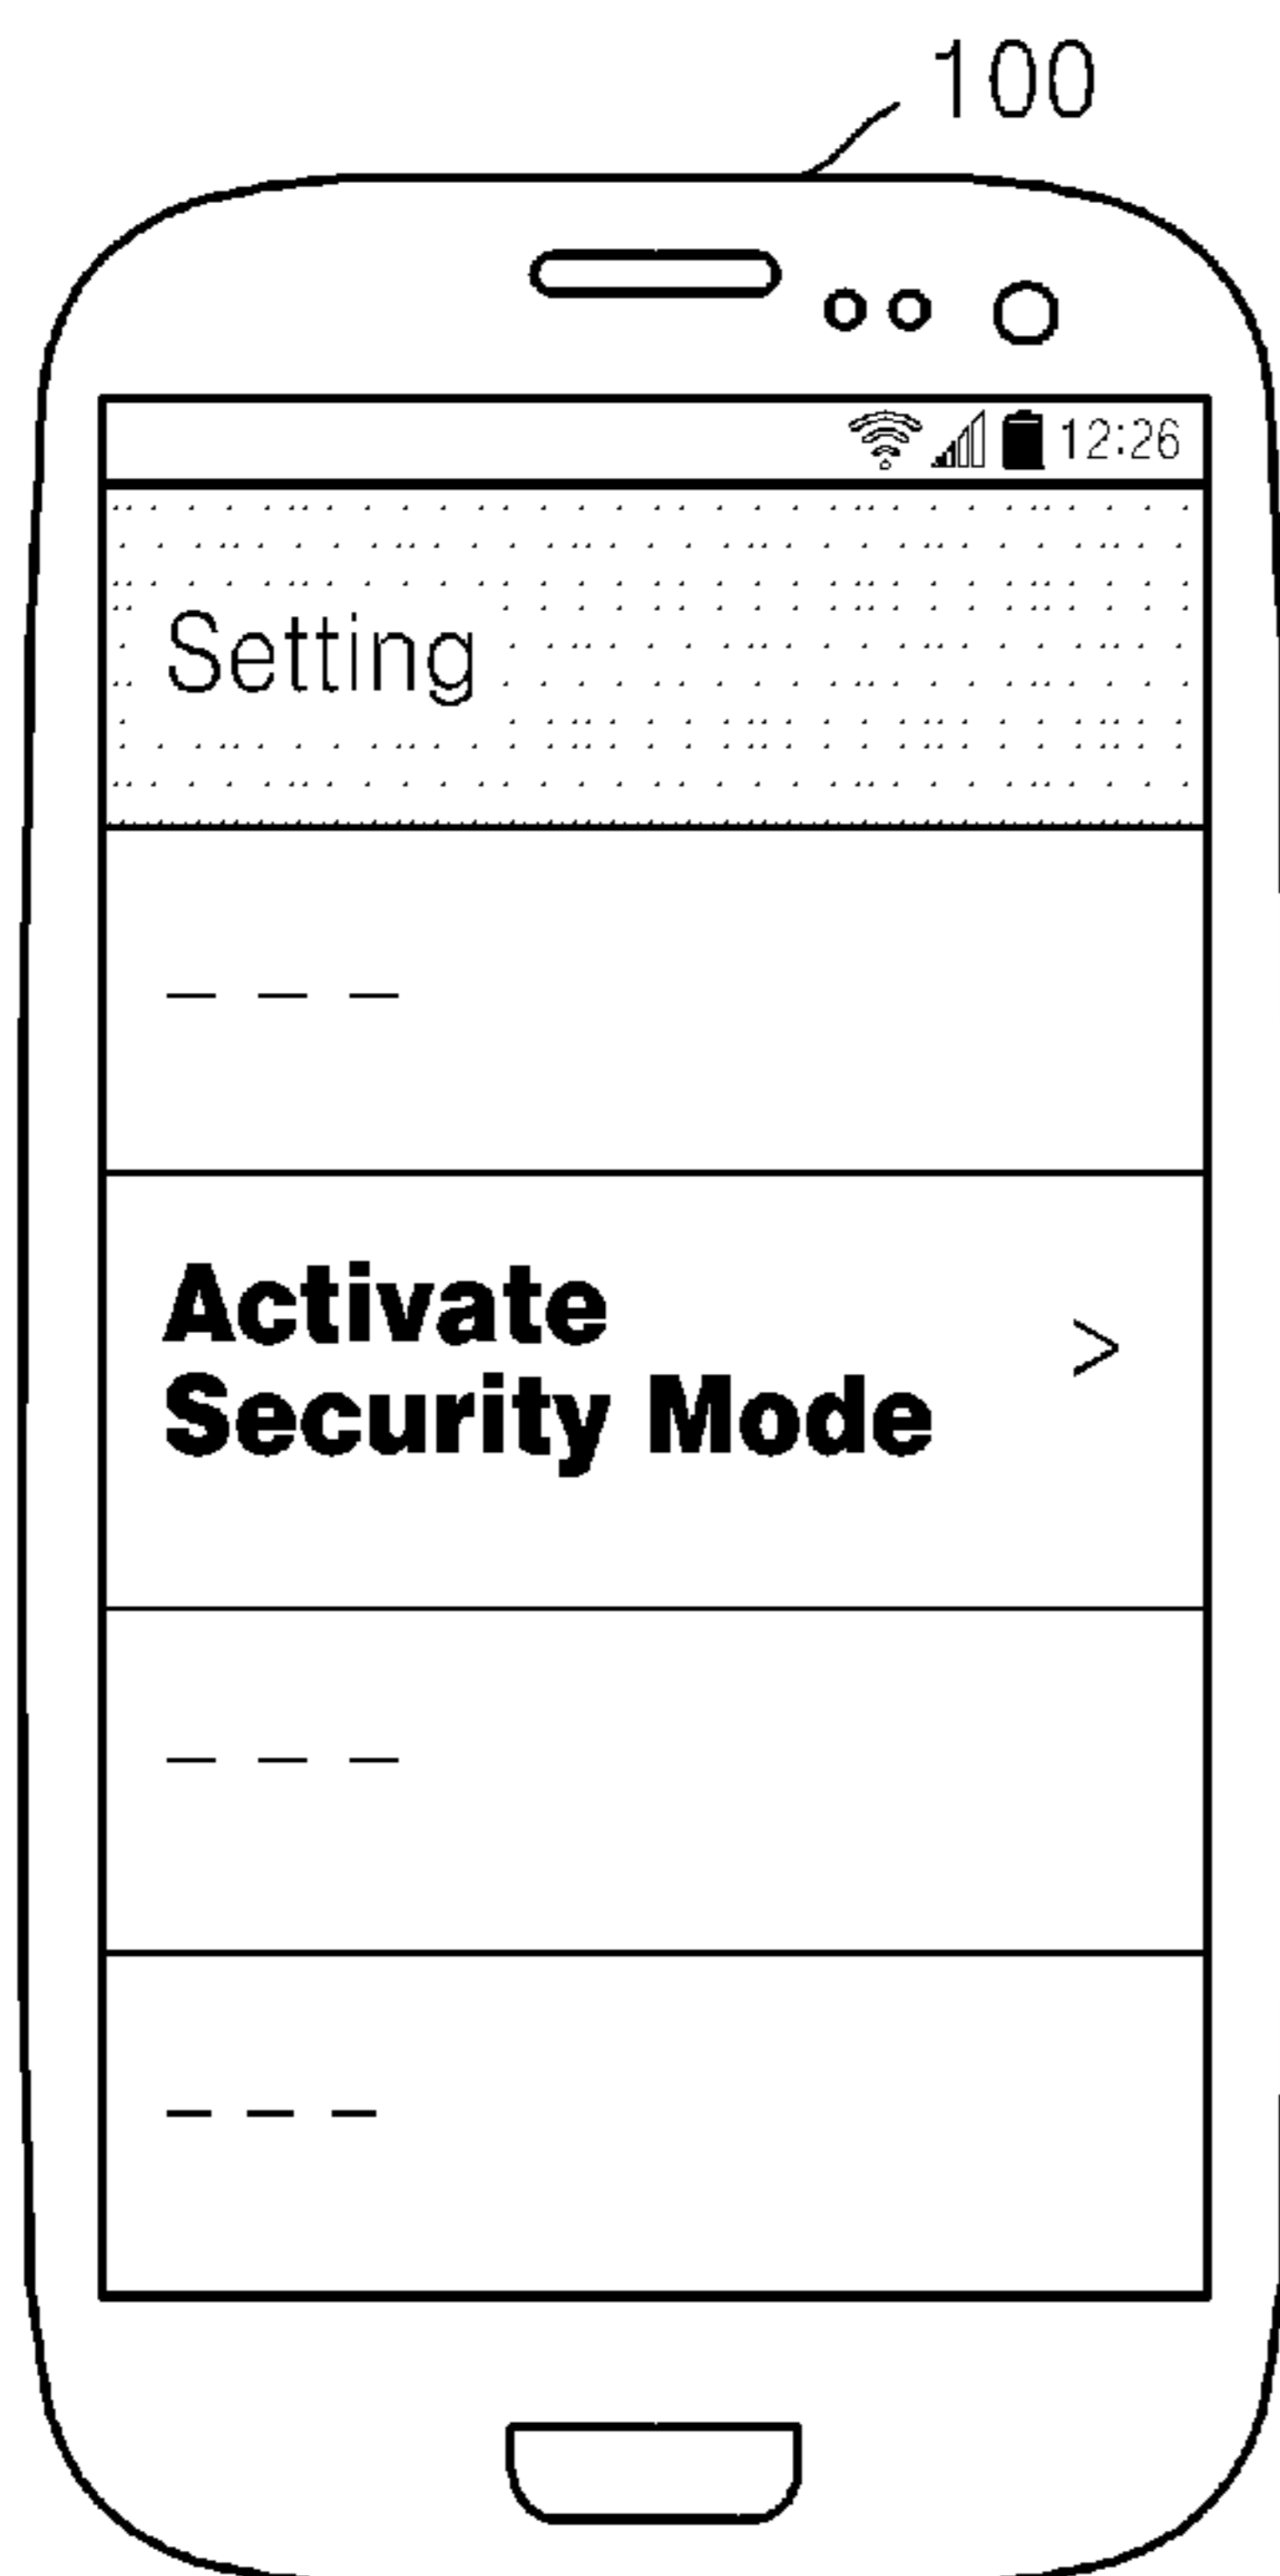 100
12:26
Setting
– – –
Activate
>
Security Mode
– – –
– – –